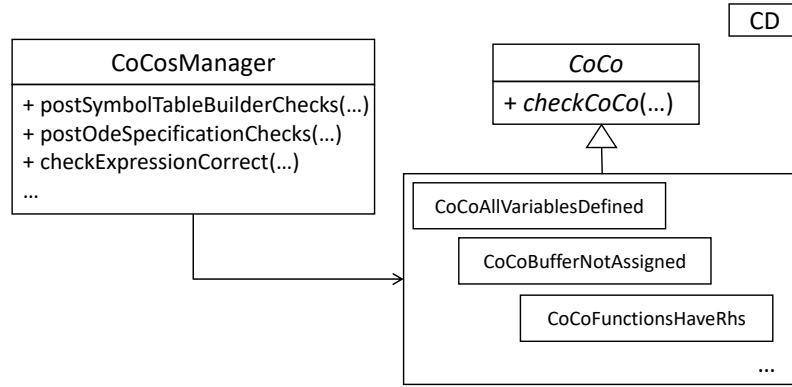 CD
CoCosManager
+ postSymbolTableBuilderChecks(...)
+ postOdeSpecificationChecks(...)
+ checkExpressionCorrect(...)
...
CoCo
+ checkCoCo(...)
CoCoAllVariablesDefined
CoCoBufferNotAssigned
CoCoFunctionsHaveRhs
...